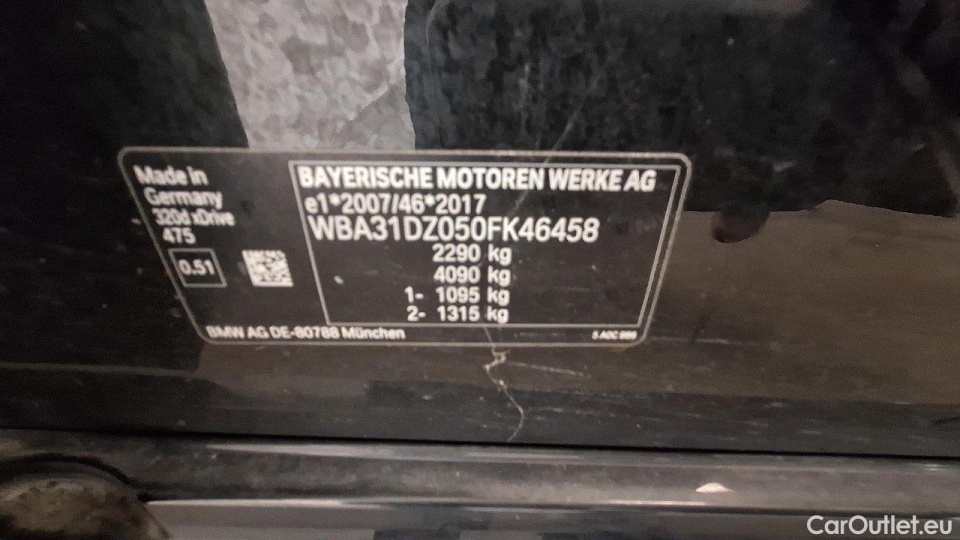 Made in
Germany
320d xDrive
475
0.51
BAYERISCHE MOTOREN WERKE AG
e1*2007/46*2017
WBA31DZ050FK46458
2290 kg
4090 kg
1- 1095 kg
2- 1315 kg
BMW AG DE-80788 München
CarOutlet.eu